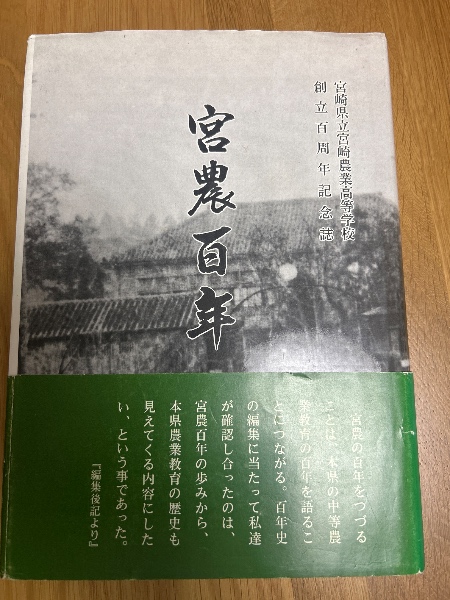 宮崎県立宮崎農業高等学校
創立百周年記念誌
宮農百年
宮農の百年をつづる
ことは、本県の中等農
業教育の百年を語るこ
とにつながる。百年史
の編集に当たって私達
が確認し合ったのは、
宮農百年の歩みから、
本県農業教育の歴史も
見えてくる内容にした
い、という事であった。
『編集後記より』